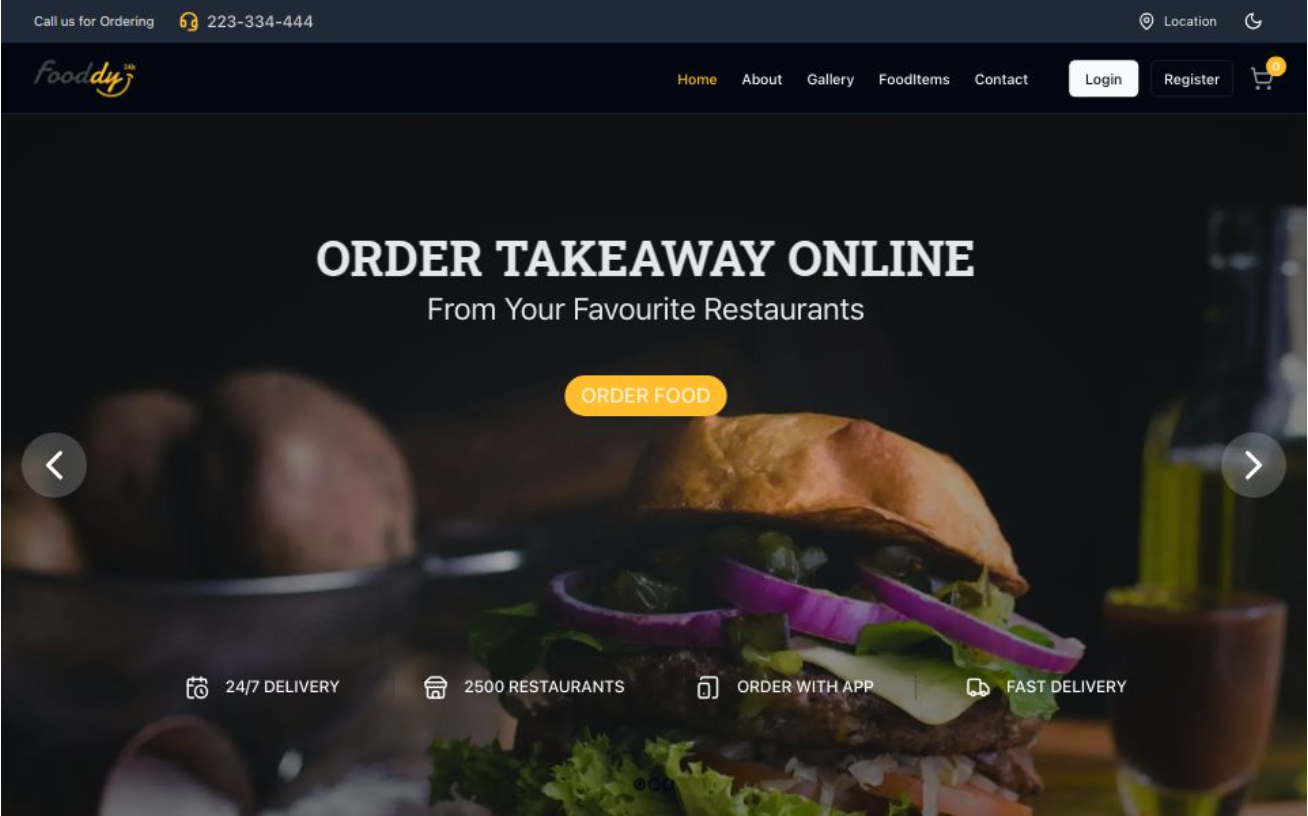 Call us for Ordering 223-334-444 Location
Fooddy 24h Home About Gallery FoodItems Contact Login Register 0
ORDER TAKEAWAY ONLINE
From Your Favourite Restaurants
ORDER FOOD
24/7 DELIVERY 2500 RESTAURANTS ORDER WITH APP FAST DELIVERY